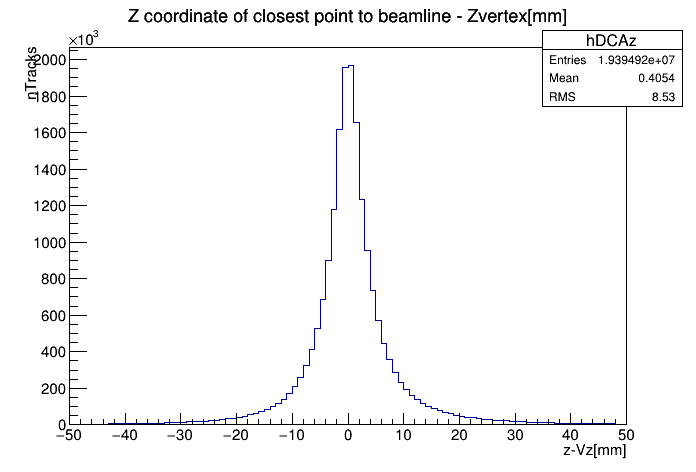 Z coordinate of closest point to beamline - Zvertex[mm]
hDCAz
Entries 1.939492e+07
Mean 0.4054
RMS 8.53
×10³
nTracks
2000
1800
1600
1400
1200
1000
800
600
400
200
0
−50 −40 −30 −20 −10 0 10 20 30 40 50
z-Vz[mm]